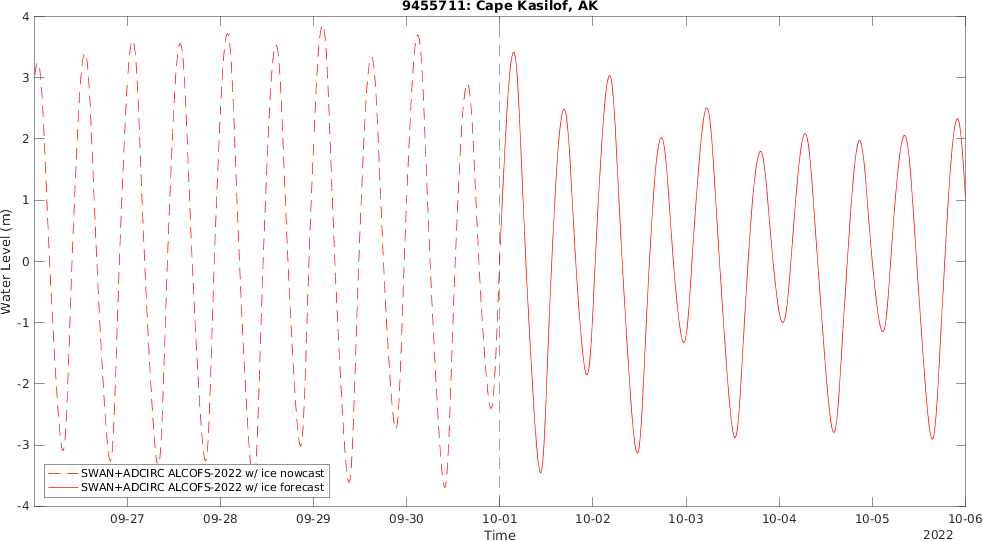 9455711: Cape Kasilof, AK
4
3
2
1
0
-1
-2
-3
-4
Water Level (m)
SWAN+ADCIRC ALCOFS-2022 w/ ice nowcast
SWAN+ADCIRC ALCOFS-2022 w/ ice forecast
09-27 09-28 09-29 09-30 10-01 10-02 10-03 10-04 10-05 10-06
Time
2022